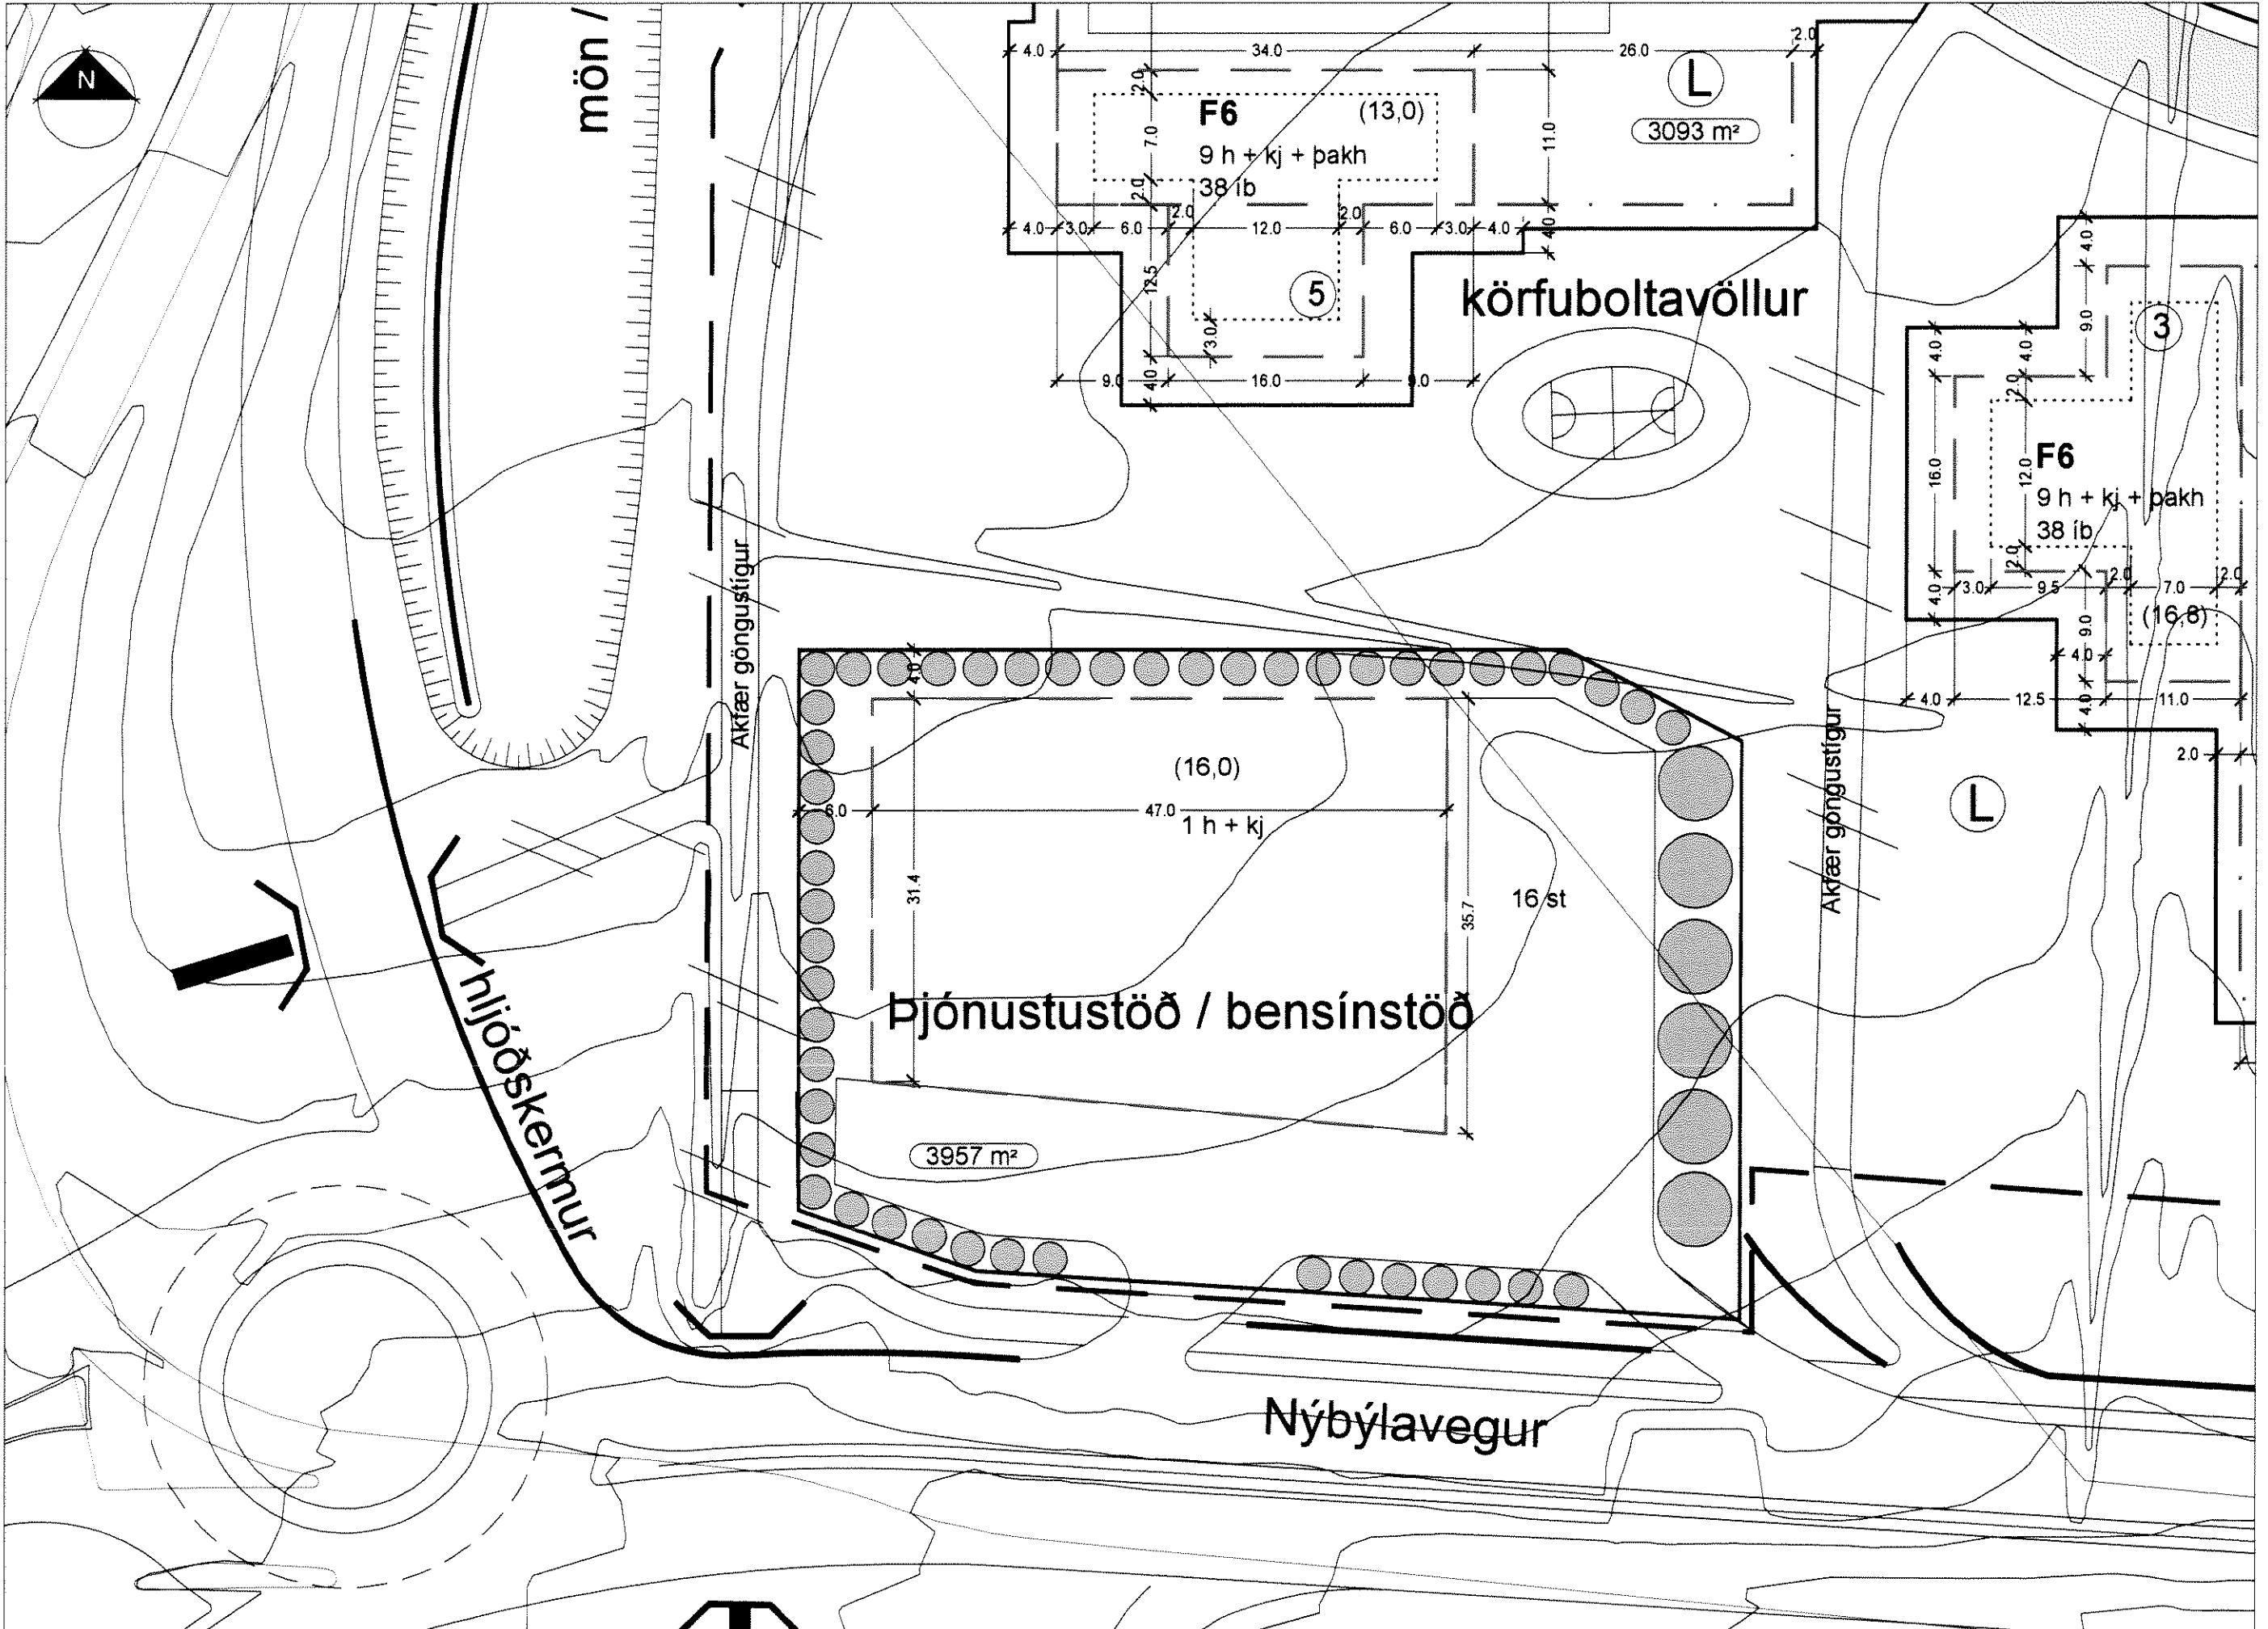 N
mön /
4.0
34.0
26.0
2.0
L
3093 m²
2.0
7.0
2.0
F6
(13,0)
9 h + kj + þakh
38 íb
11.0
4.0
3.0
6.0
2.0
12.0
2.0
6.0
3.0
4.0
4.0
12.5
5
3.0
4.0
9.0
16.0
9.0
körfuboltavöllur
4.0
9.0
3
4.0
4.0
2.0
16.0
12.0
F6
9 h + kj + þakh
38 íb
2.0
4.0
3.0
9.5
2.0
7.0
2.0
(16,8)
9.0
4.0
4.0
4.0
12.5
11.0
2.0
L
Akfær göngustígur
Akfær göngustígur
4.0
(16,0)
6.0
47.0
1 h + kj
31.4
35.7
16 st
Þjónustustöð / bensínstöð
3957 m²
hljóðskermur
Nýbýlavegur